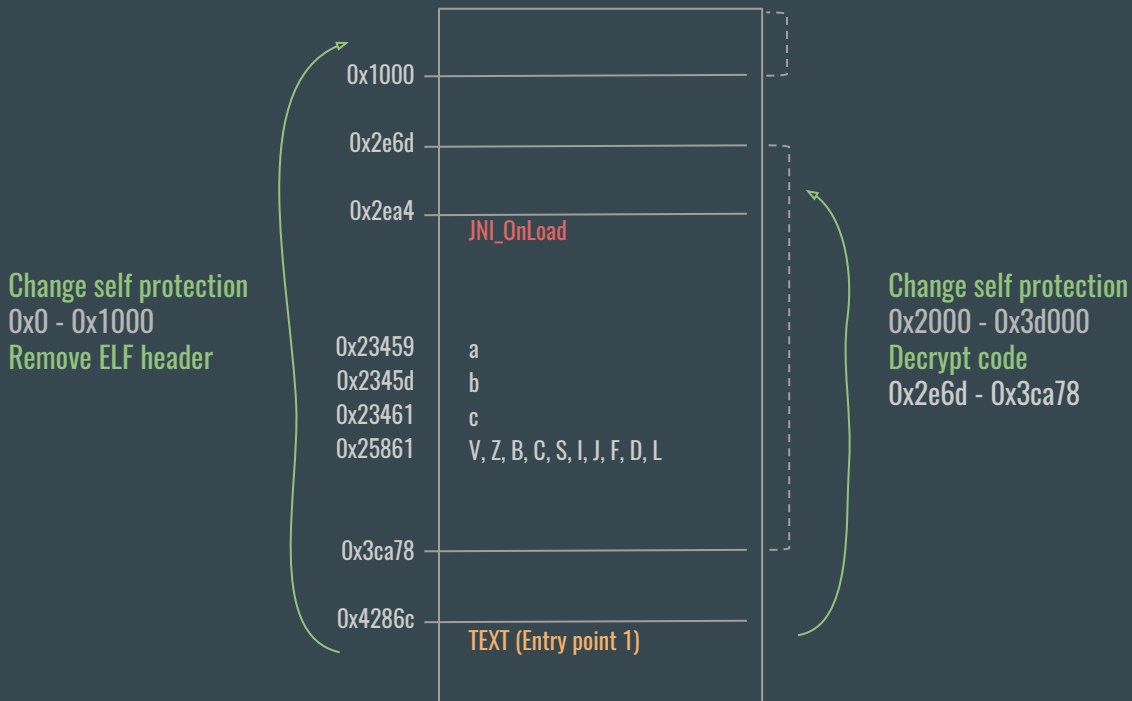 0x1000
0x2e6d
0x2ea4
JNI_OnLoad
Change self protection
0x0 - 0x1000
Remove ELF header
0x23459 a
0x2345d b
0x23461 c
0x25861 V, Z, B, C, S, I, J, F, D, L
0x3ca78
0x4286c
TEXT (Entry point 1)
Change self protection
0x2000 - 0x3d000
Decrypt code
0x2e6d - 0x3ca78